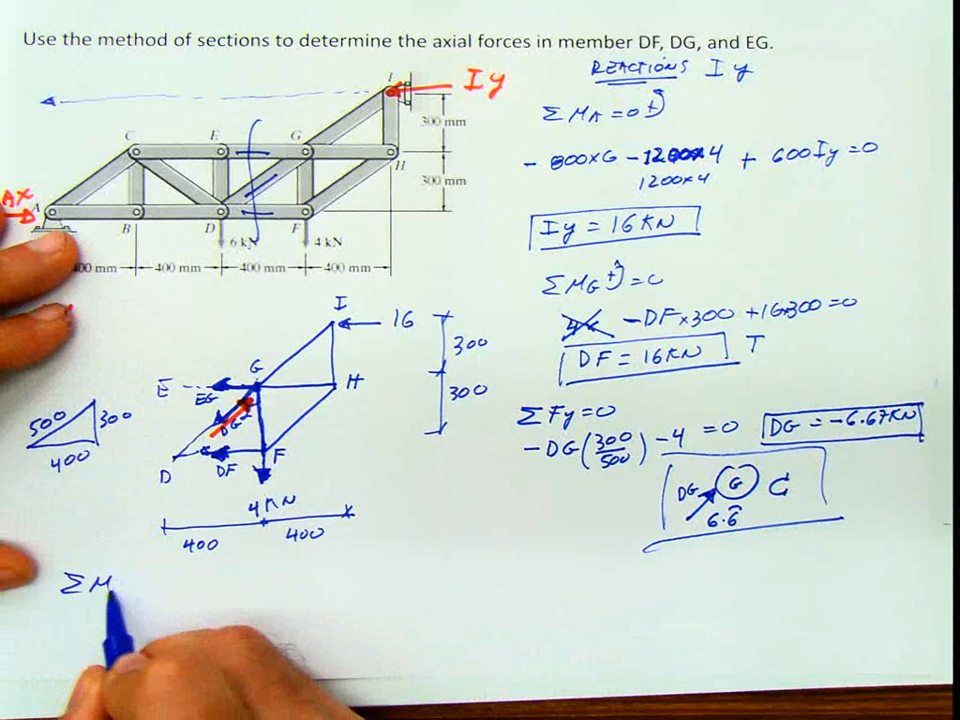 Use the method of sections to determine the axial forces in member DF, DG, and EG.
REACTIONS Iy
ΣMA=0
- 800×6 - 1200×4 + 600Iy=0
1200×4
Iy = 16KN
ΣMG=0
-DF×300 +16×300=0
DF = 16KN T
ΣFy=0
-DG(300/500) -4 =0
DG = -6.67KN
DG G C
6.6
I Iy
300 mm
C E G
H
300 mm
AX
A
B D F
6 kN 4 kN
400 mm 400 mm 400 mm 400 mm
I 16
300
G
E H
EG
300
500 300
400
DG
D DF F
4KN
400 400
ΣM